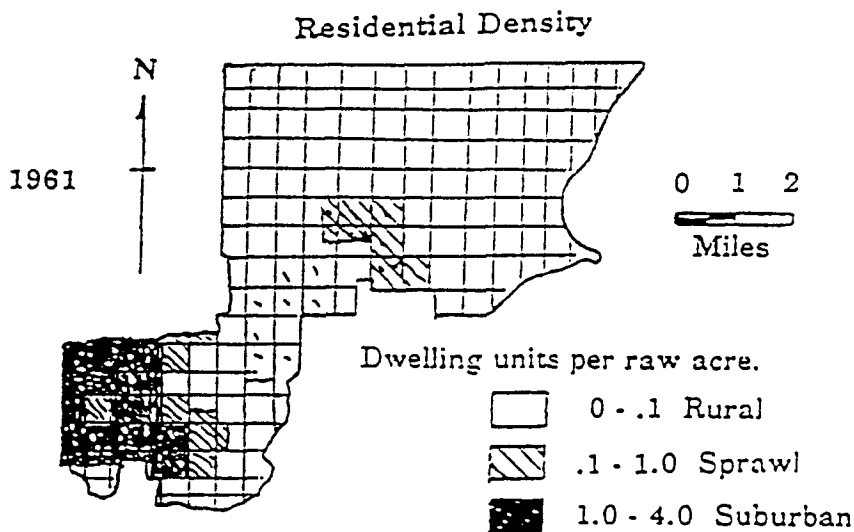 Residential Density
N
1961
0 1 2
Miles
Dwelling units per raw acre.
0 - .1 Rural
.1 - 1.0 Sprawl
1.0 - 4.0 Suburban